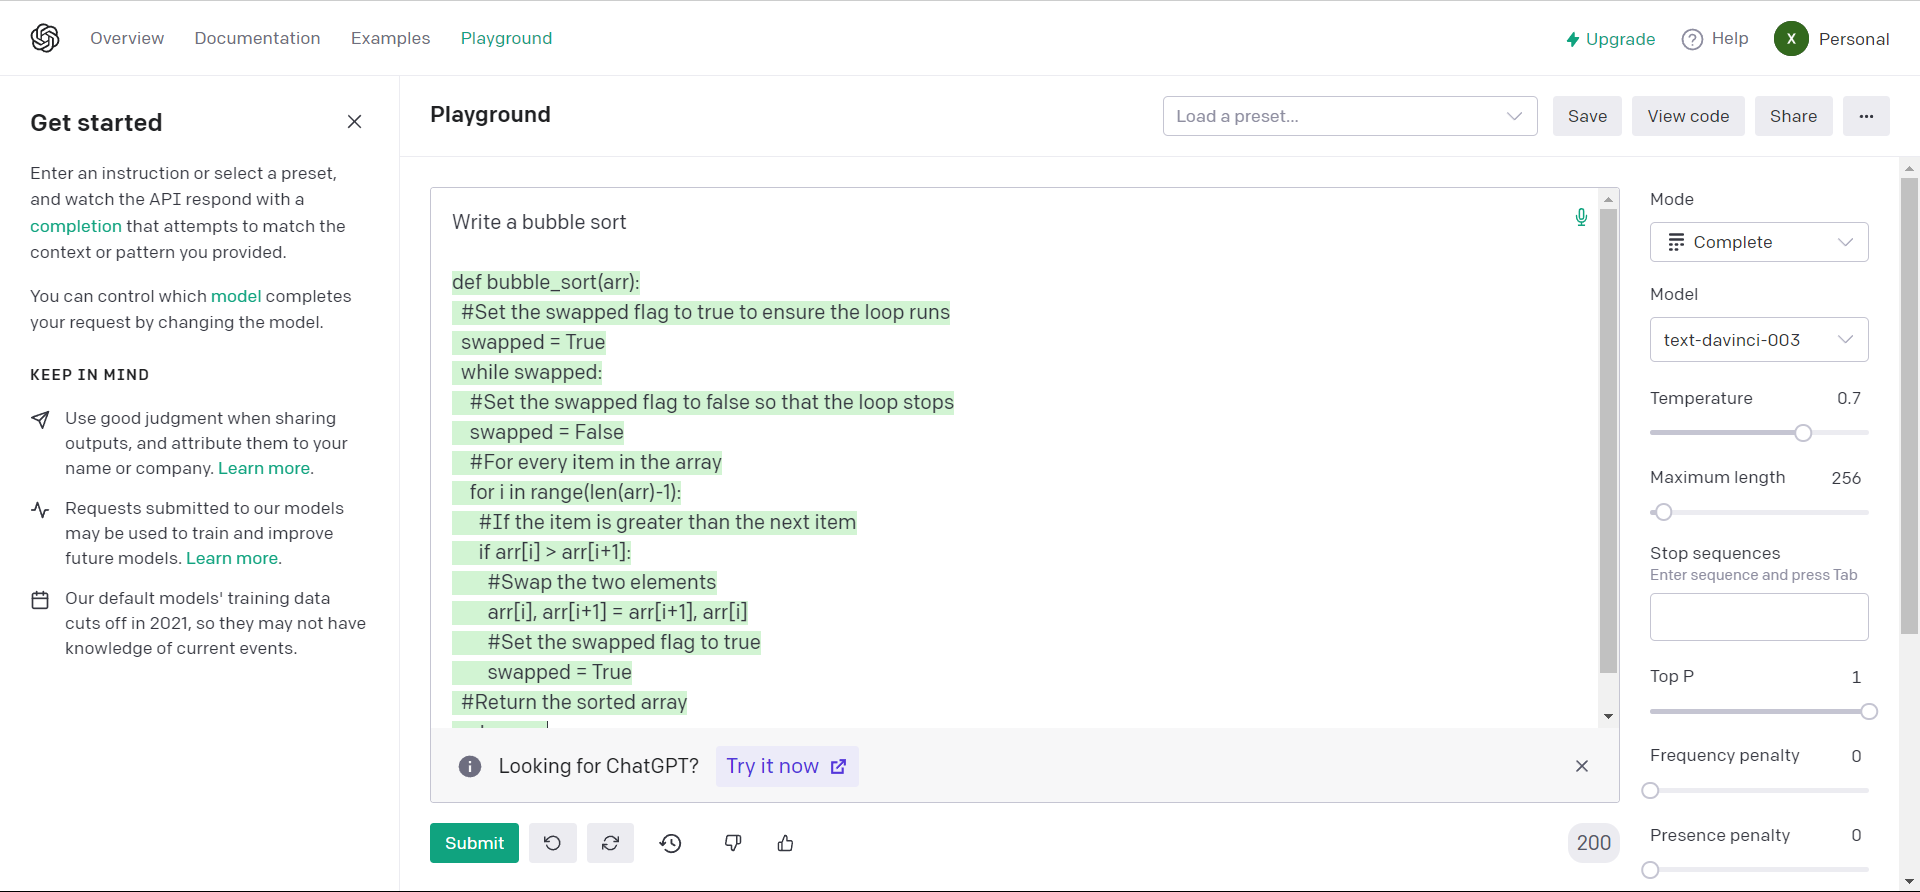 Overview Documentation Examples Playground
Upgrade Help X Personal
Get started
Enter an instruction or select a preset,
and watch the API respond with a
completion that attempts to match the
context or pattern you provided.
You can control which model completes
your request by changing the model.
KEEP IN MIND
Use good judgment when sharing
outputs, and attribute them to your
name or company. Learn more.
Requests submitted to our models
may be used to train and improve
future models. Learn more.
Our default models' training data
cuts off in 2021, so they may not have
knowledge of current events.
Playground
Load a preset...
Save
View code
Share
...
Write a bubble sort
def bubble_sort(arr):
#Set the swapped flag to true to ensure the loop runs
swapped = True
while swapped:
#Set the swapped flag to false so that the loop stops
swapped = False
#For every item in the array
for i in range(len(arr)-1):
#If the item is greater than the next item
if arr[i] > arr[i+1]:
#Swap the two elements
arr[i], arr[i+1] = arr[i+1], arr[i]
#Set the swapped flag to true
swapped = True
#Return the sorted array
Looking for ChatGPT? Try it now
Submit
200
Mode
Complete
Model
text-davinci-003
Temperature 0.7
Maximum length 256
Stop sequences
Enter sequence and press Tab
Top P 1
Frequency penalty 0
Presence penalty 0